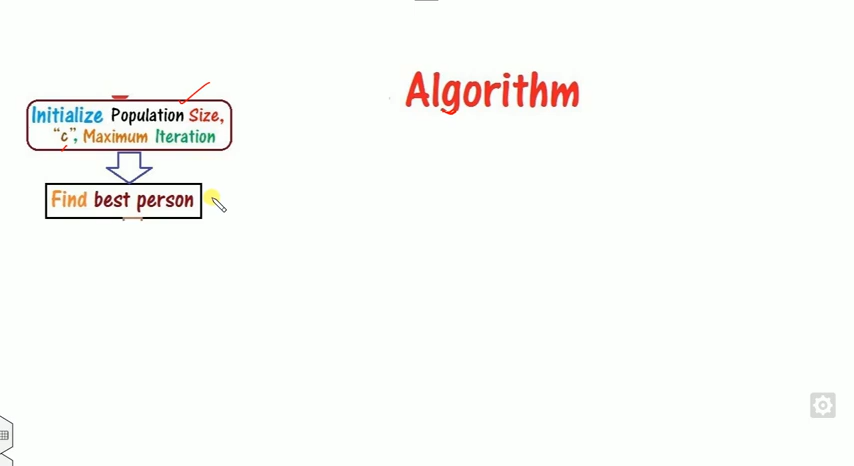 Algorithm
Initialize Population Size,
"c", Maximum Iteration
Find best person